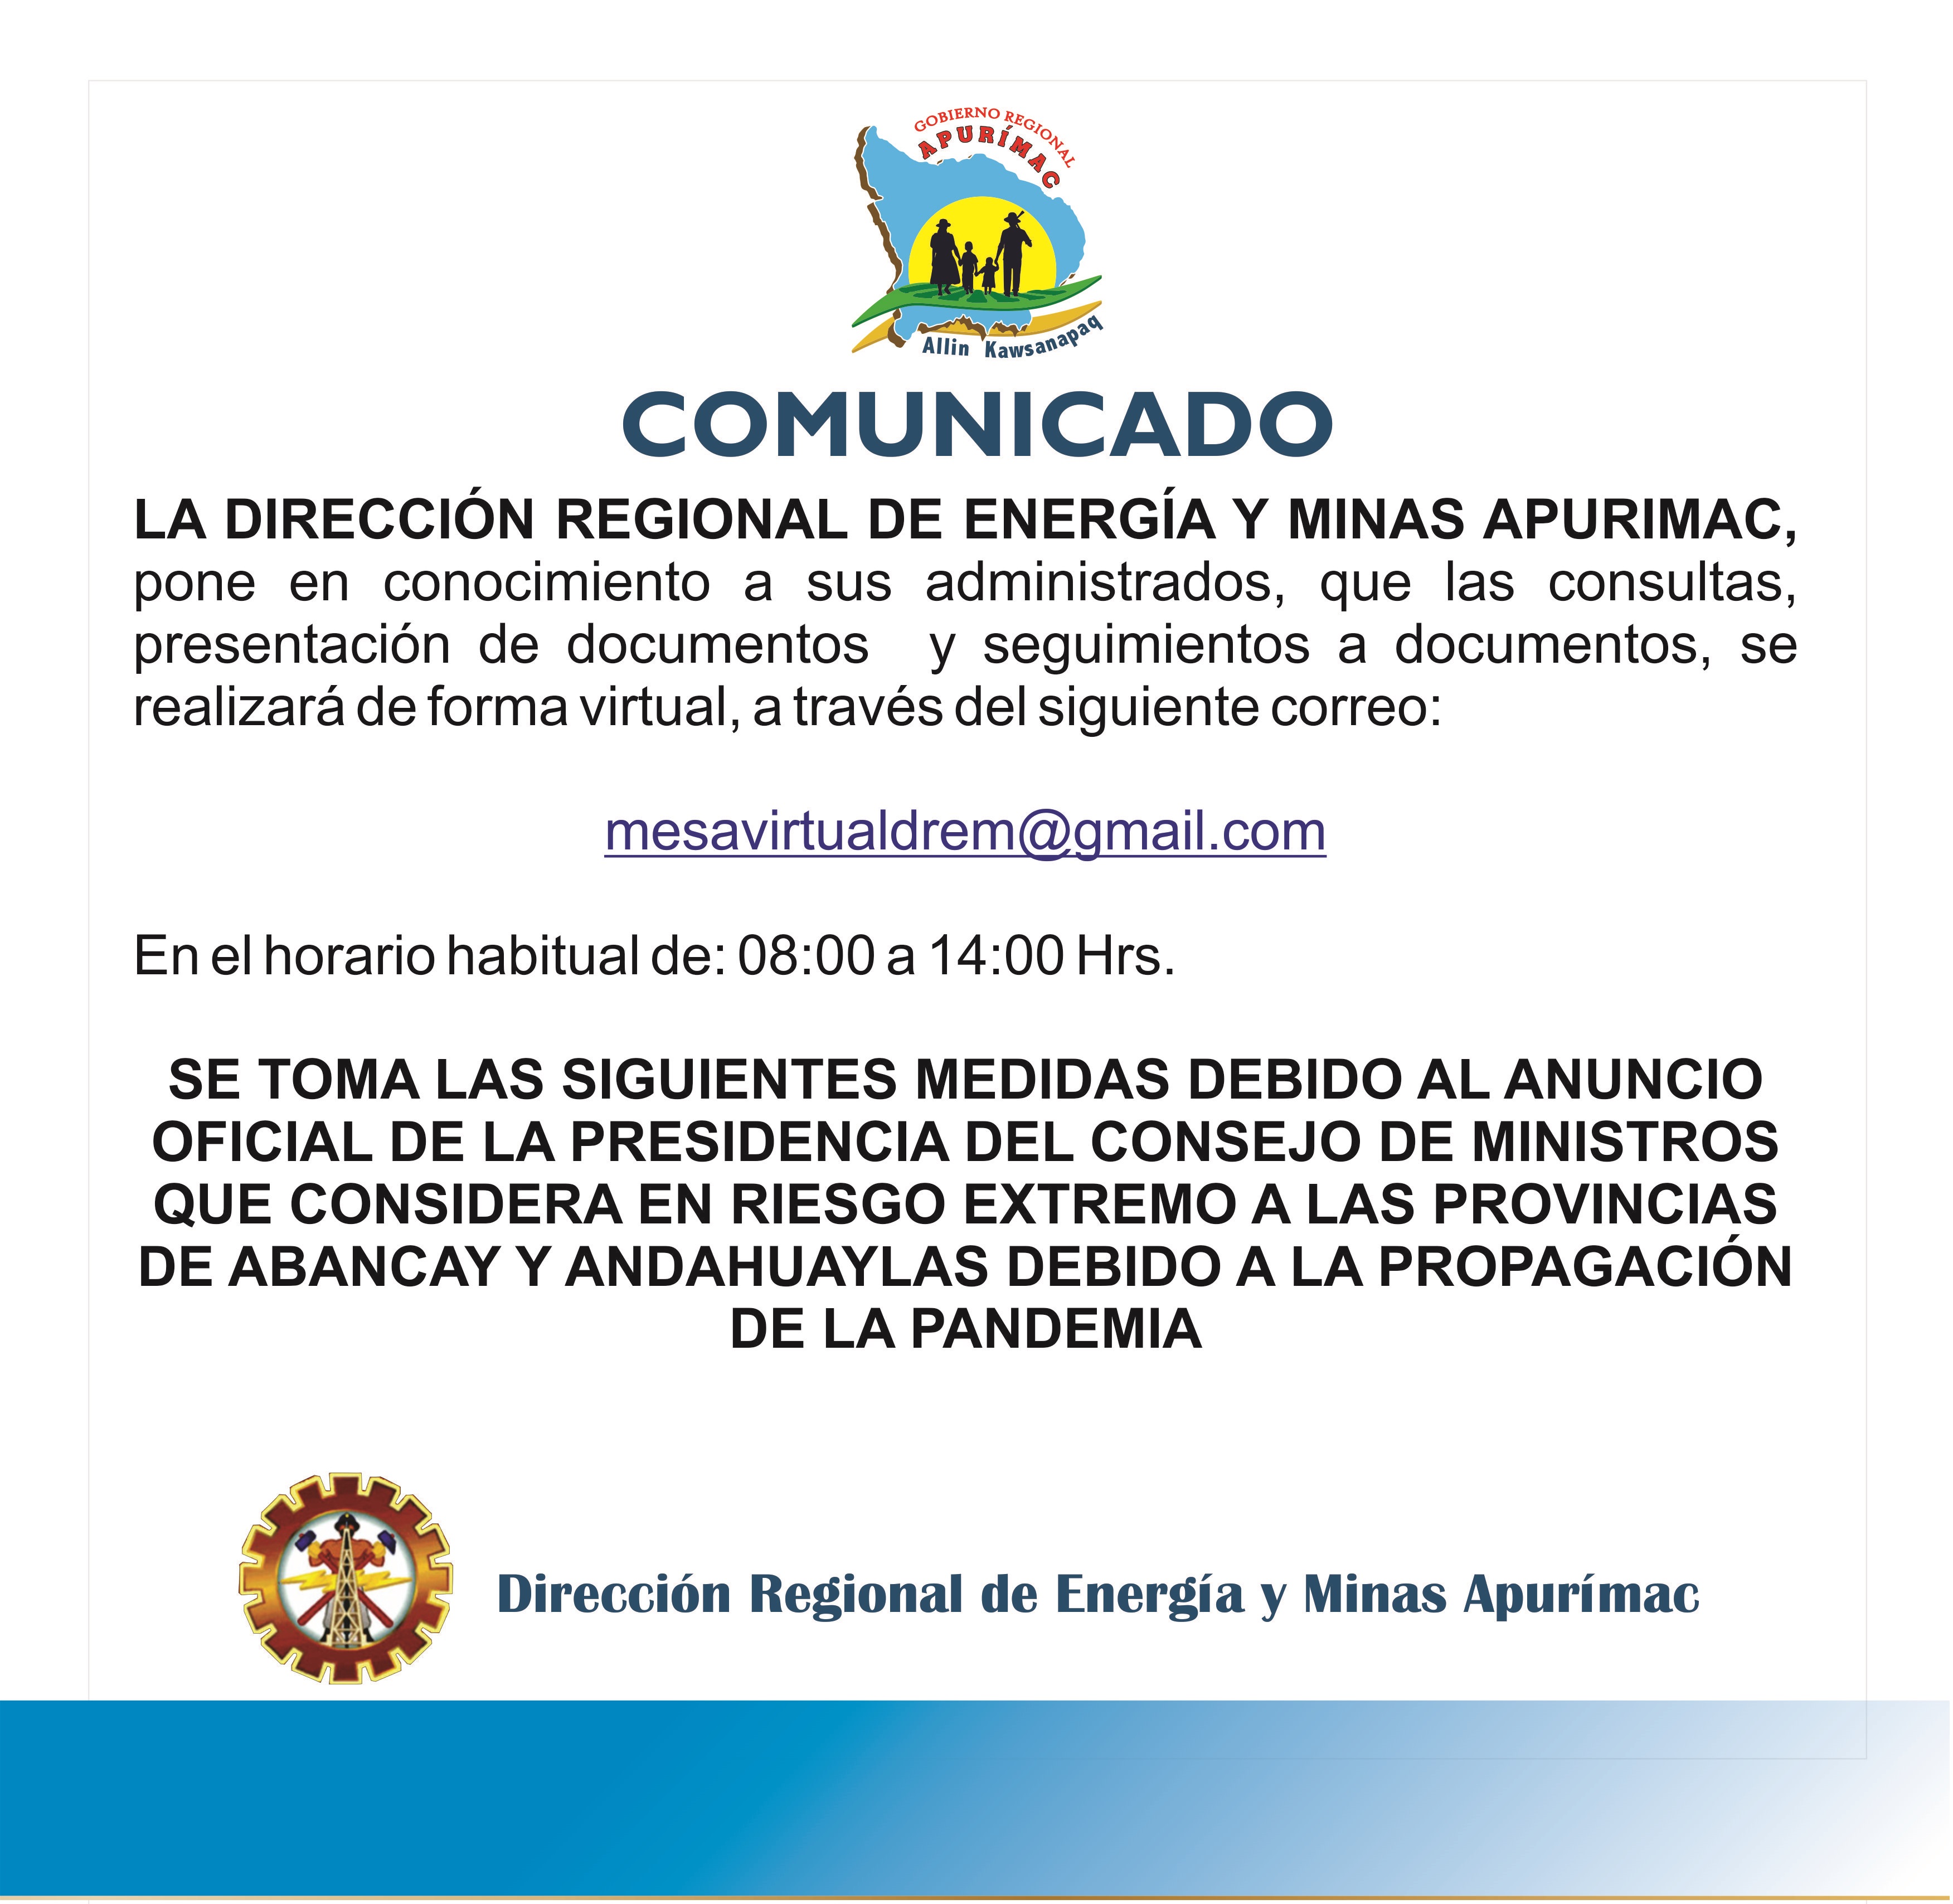 GOBIERNO REGIONAL
APURÍMAC
Allin Kawsanapaq
COMUNICADO
LA DIRECCIÓN REGIONAL DE ENERGÍA Y MINAS APURIMAC,
pone en conocimiento a sus administrados, que las consultas,
presentación de documentos y seguimientos a documentos, se
realizará de forma virtual, a través del siguiente correo:
mesavirtualdrem@gmail.com
En el horario habitual de: 08:00 a 14:00 Hrs.
SE TOMA LAS SIGUIENTES MEDIDAS DEBIDO AL ANUNCIO
OFICIAL DE LA PRESIDENCIA DEL CONSEJO DE MINISTROS
QUE CONSIDERA EN RIESGO EXTREMO A LAS PROVINCIAS
DE ABANCAY Y ANDAHUAYLAS DEBIDO A LA PROPAGACIÓN
DE LA PANDEMIA
Dirección Regional de Energía y Minas Apurímac